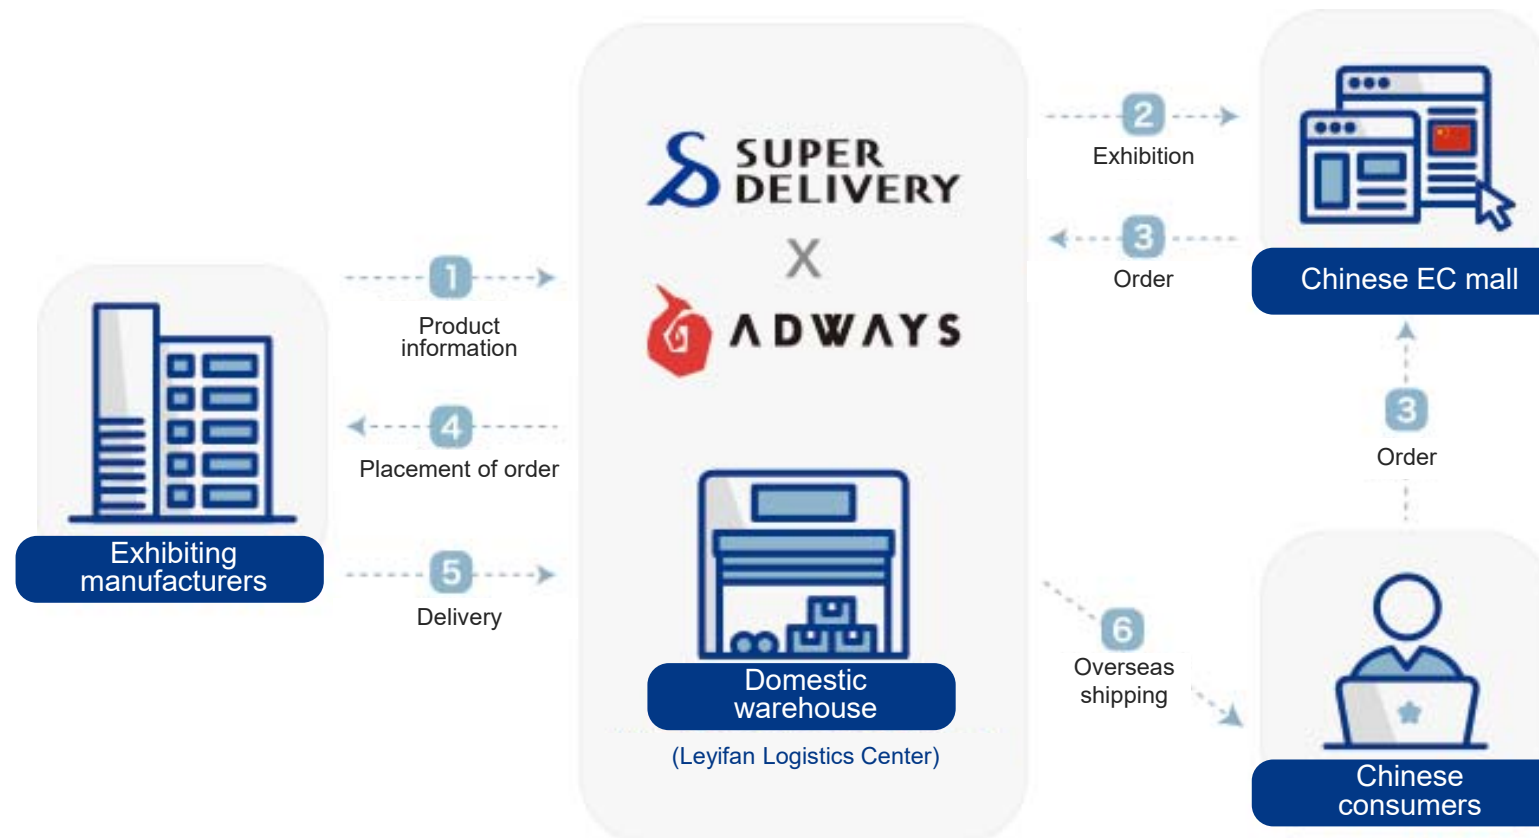 1
Product
information
4
Placement of order
5
Delivery
Exhibiting
manufacturers
SUPER
DELIVERY
X
ADWAYS
Domestic
warehouse
(Leyifan Logistics Center)
2
Exhibition
3
Order
Chinese EC mall
3
Order
6
Overseas
shipping
Chinese
consumers